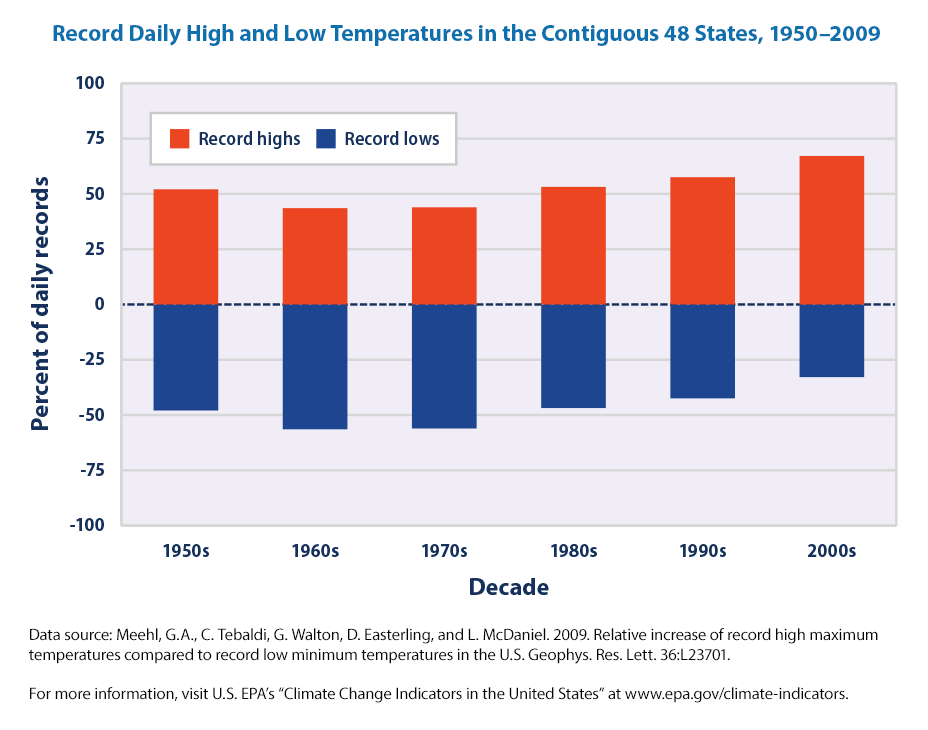 Record Daily High and Low Temperatures in the Contiguous 48 States, 1950–2009
100
75
50
25
0
-25
-50
-75
-100
Percent of daily records
Record highs Record lows
1950s 1960s 1970s 1980s 1990s 2000s
Decade
Data source: Meehl, G.A., C. Tebaldi, G. Walton, D. Easterling, and L. McDaniel. 2009. Relative increase of record high maximum
temperatures compared to record low minimum temperatures in the U.S. Geophys. Res. Lett. 36:L23701.
For more information, visit U.S. EPA’s “Climate Change Indicators in the United States” at www.epa.gov/climate-indicators.